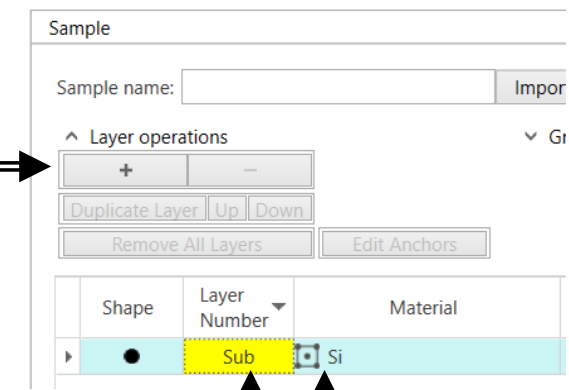 Sample
Sample name: Impor
Layer operations Gr
+ −
Duplicate Layer Up Down
Remove All Layers Edit Anchors
Shape Layer Number Material
Sub Si